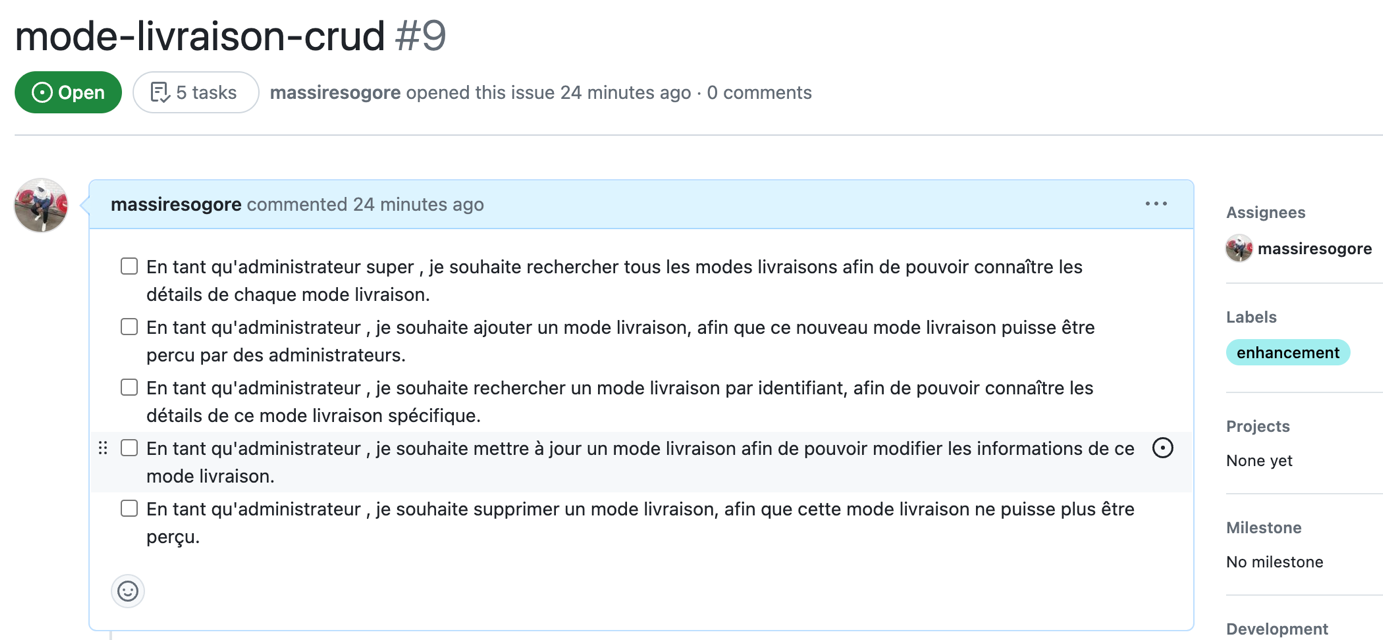 mode-livraison-crud #9
Open
5 tasks
massiresogore opened this issue 24 minutes ago · 0 comments
massiresogore commented 24 minutes ago
En tant qu'administrateur super , je souhaite rechercher tous les modes livraisons afin de pouvoir connaître les
détails de chaque mode livraison.
En tant qu'administrateur , je souhaite ajouter un mode livraison, afin que ce nouveau mode livraison puisse être
percu par des administrateurs.
En tant qu'administrateur , je souhaite rechercher un mode livraison par identifiant, afin de pouvoir connaître les
détails de ce mode livraison spécifique.
En tant qu'administrateur , je souhaite mettre à jour un mode livraison afin de pouvoir modifier les informations de ce
mode livraison.
En tant qu'administrateur , je souhaite supprimer un mode livraison, afin que cette mode livraison ne puisse plus être
perçu.
Assignees
massiresogore
Labels
enhancement
Projects
None yet
Milestone
No milestone
Development